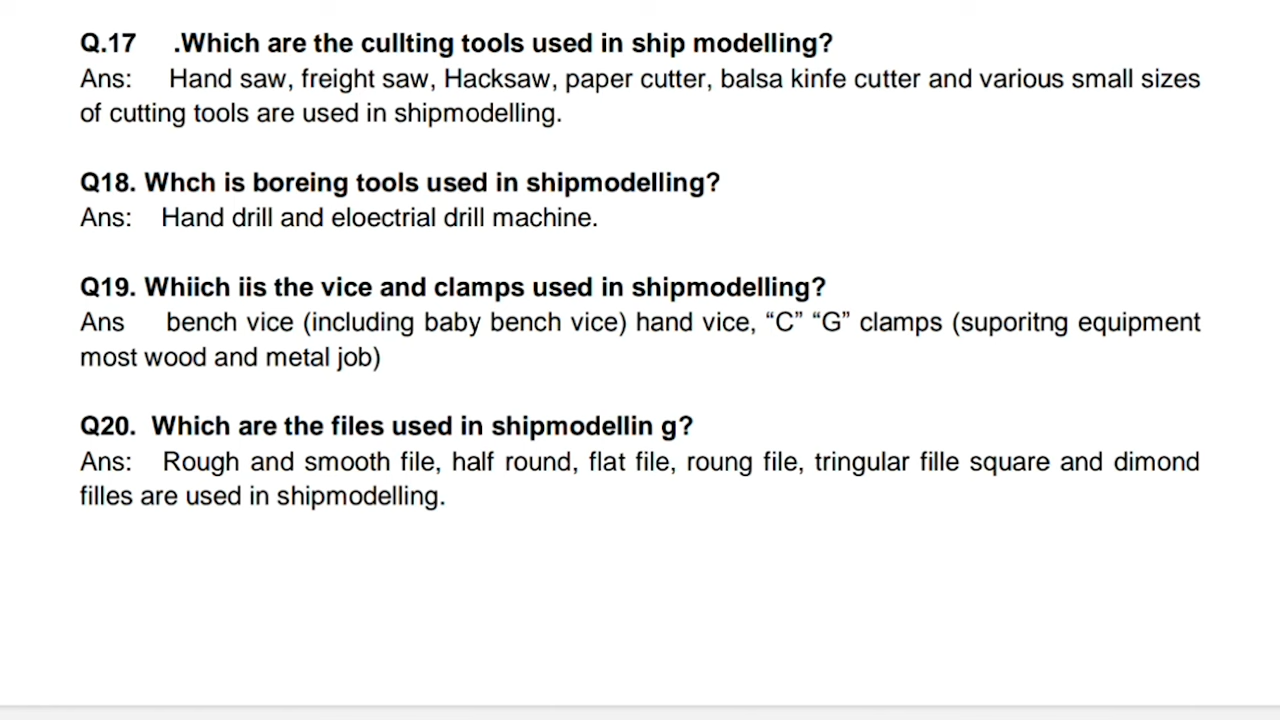 Q.17 .Which are the cullting tools used in ship modelling?
Ans: Hand saw, freight saw, Hacksaw, paper cutter, balsa kinfe cutter and various small sizes
of cutting tools are used in shipmodelling.
Q18. Whch is boreing tools used in shipmodelling?
Ans: Hand drill and eloectrial drill machine.
Q19. Whiich iis the vice and clamps used in shipmodelling?
Ans bench vice (including baby bench vice) hand vice, “C” “G” clamps (suporitng equipment
most wood and metal job)
Q20. Which are the files used in shipmodellin g?
Ans: Rough and smooth file, half round, flat file, roung file, tringular fille square and dimond
filles are used in shipmodelling.